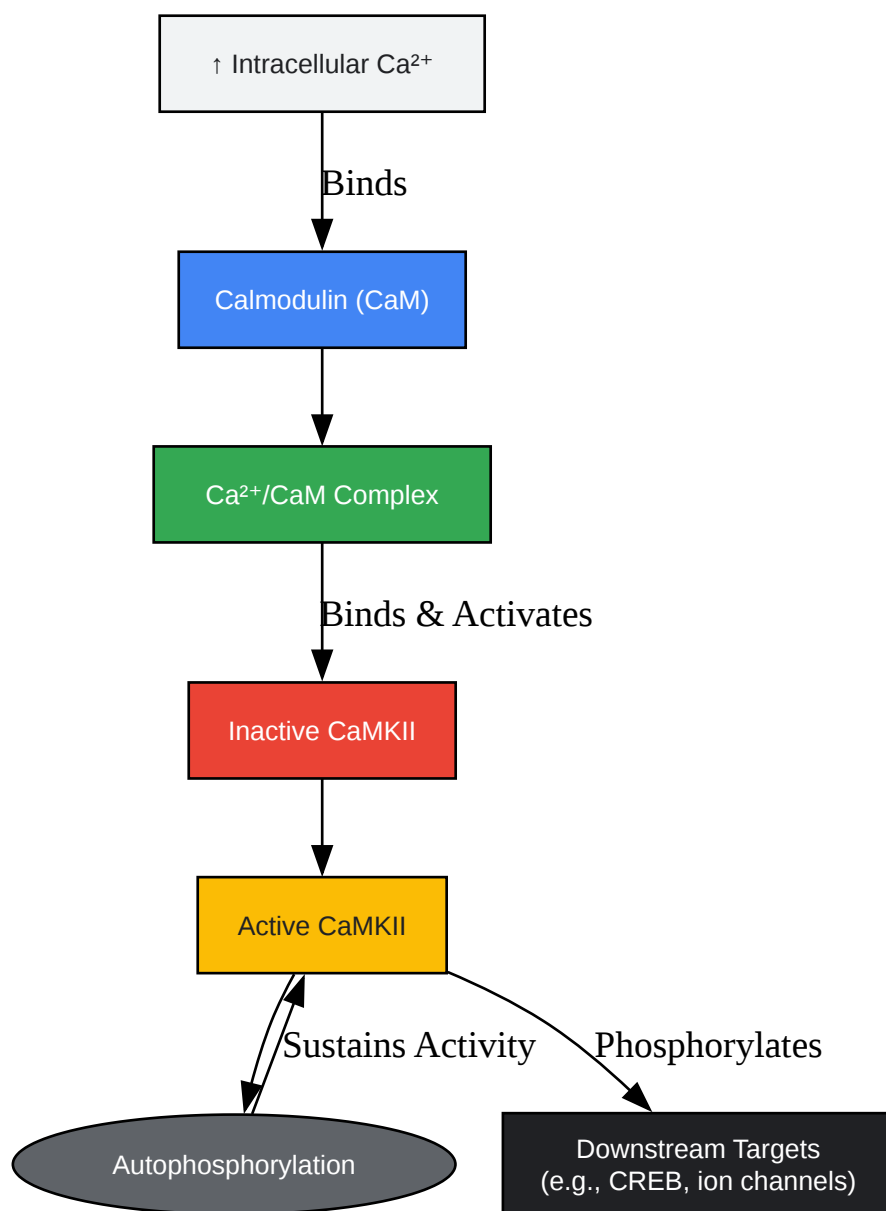 ↑ Intracellular Ca²⁺
Binds
Calmodulin (CaM)
Ca²⁺/CaM Complex
Binds & Activates
Inactive CaMKII
Active CaMKII
Sustains Activity
Phosphorylates
Autophosphorylation
Downstream Targets
(e.g., CREB, ion channels)